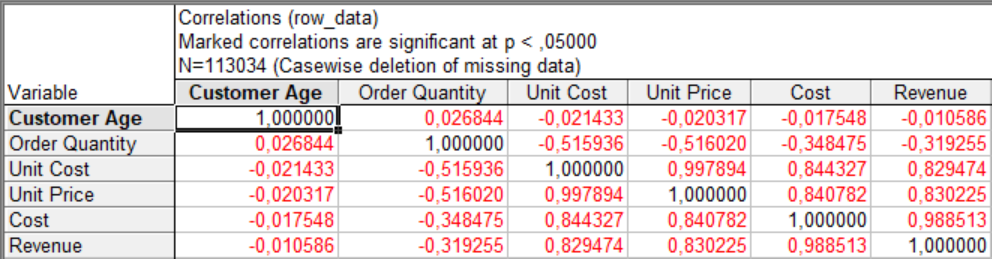 Correlations (row_data)
Marked correlations are significant at p < ,05000
N=113034 (Casewise deletion of missing data)
Variable Customer Age Order Quantity Unit Cost Unit Price Cost Revenue
Customer Age 1,000000 0,026844 -0,021433 -0,020317 -0,017548 -0,010586
Order Quantity 0,026844 1,000000 -0,515936 -0,516020 -0,348475 -0,319255
Unit Cost -0,021433 -0,515936 1,000000 0,997894 0,844327 0,829474
Unit Price -0,020317 -0,516020 0,997894 1,000000 0,840782 0,830225
Cost -0,017548 -0,348475 0,844327 0,840782 1,000000 0,988513
Revenue -0,010586 -0,319255 0,829474 0,830225 0,988513 1,000000